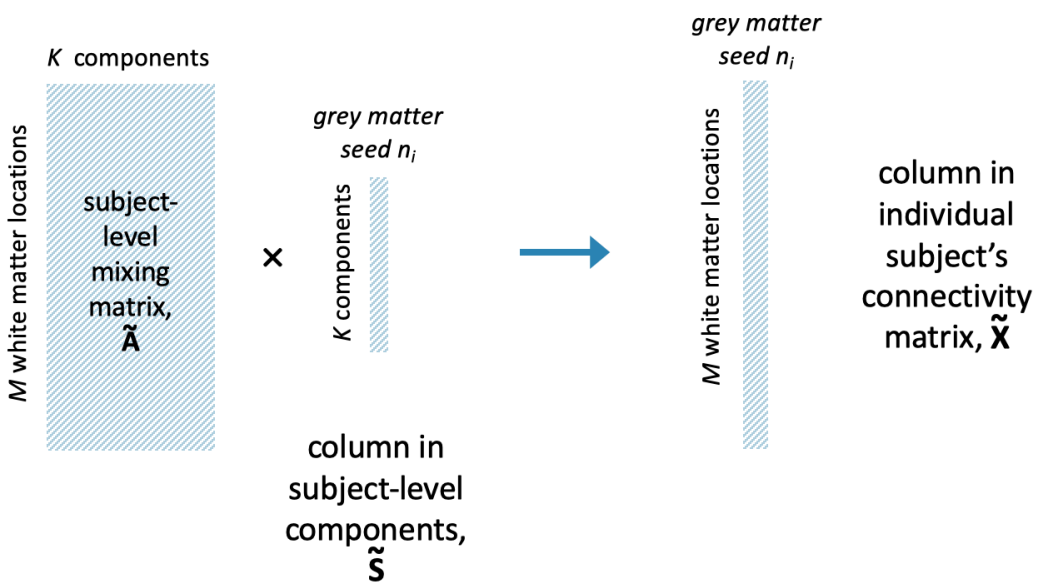 K components
M white matter locations
subject-
level
mixing
matrix,
Ã
×
grey matter
seed nᵢ
K components
column in
subject-level
components,
S̃
grey matter
seed nᵢ
M white matter locations
column in
individual
subject's
connectivity
matrix, X̃